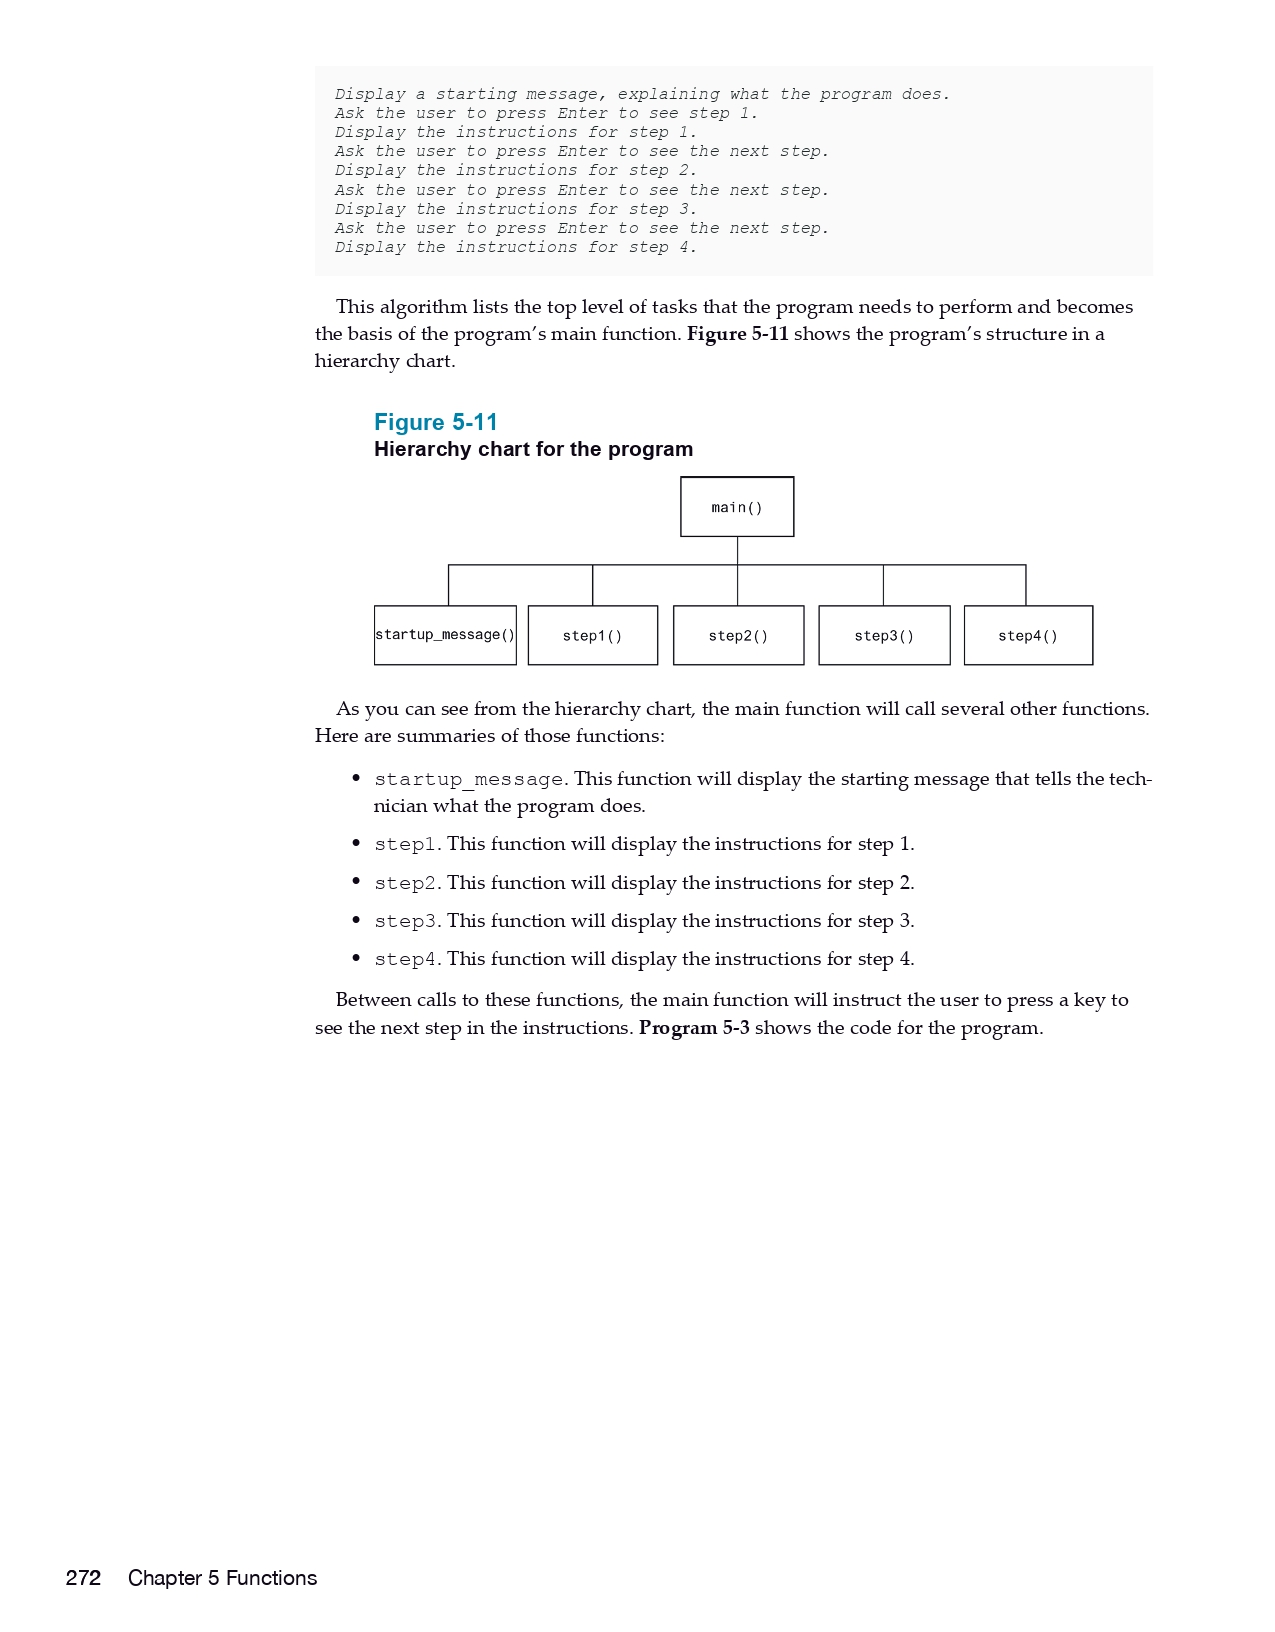 Display a starting message, explaining what the program does.
Ask the user to press Enter to see step 1.
Display the instructions for step 1.
Ask the user to press Enter to see the next step.
Display the instructions for step 2.
Ask the user to press Enter to see the next step.
Display the instructions for step 3.
Ask the user to press Enter to see the next step.
Display the instructions for step 4.
This algorithm lists the top level of tasks that the program needs to perform and becomes
the basis of the program’s main function. Figure 5-11 shows the program’s structure in a
hierarchy chart.
Figure 5-11
Hierarchy chart for the program
main()
startup_message() step1() step2() step3() step4()
As you can see from the hierarchy chart, the main function will call several other functions.
Here are summaries of those functions:
• startup_message. This function will display the starting message that tells the tech-
nician what the program does.
• step1. This function will display the instructions for step 1.
• step2. This function will display the instructions for step 2.
• step3. This function will display the instructions for step 3.
• step4. This function will display the instructions for step 4.
Between calls to these functions, the main function will instruct the user to press a key to
see the next step in the instructions. Program 5-3 shows the code for the program.
272 Chapter 5 Functions